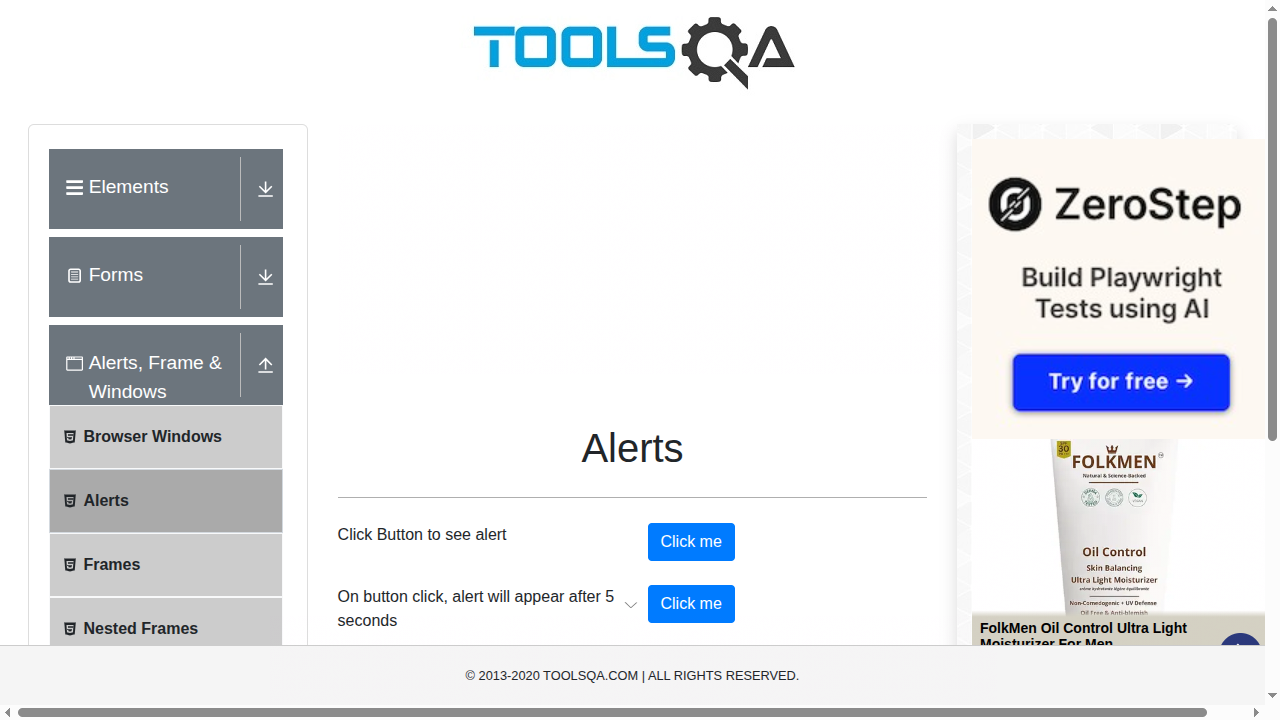 TOOLSQA
Elements
Forms
Alerts, Frame &
Windows
Browser Windows
Alerts
Frames
Nested Frames
Alerts
Click Button to see alert
Click me
On button click, alert will appear after 5
seconds
Click me
ZeroStep
Build Playwright
Tests using AI
Try for free →
30
FOLKMEN
Natural & Science-Backed
Oil Control
Skin Balancing
Ultra Light Moisturizer
Non-Comedogenic + UV Defense
FolkMen Oil Control Ultra Light
Moisturizer For Men
© 2013-2020 TOOLSQA.COM | ALL RIGHTS RESERVED.